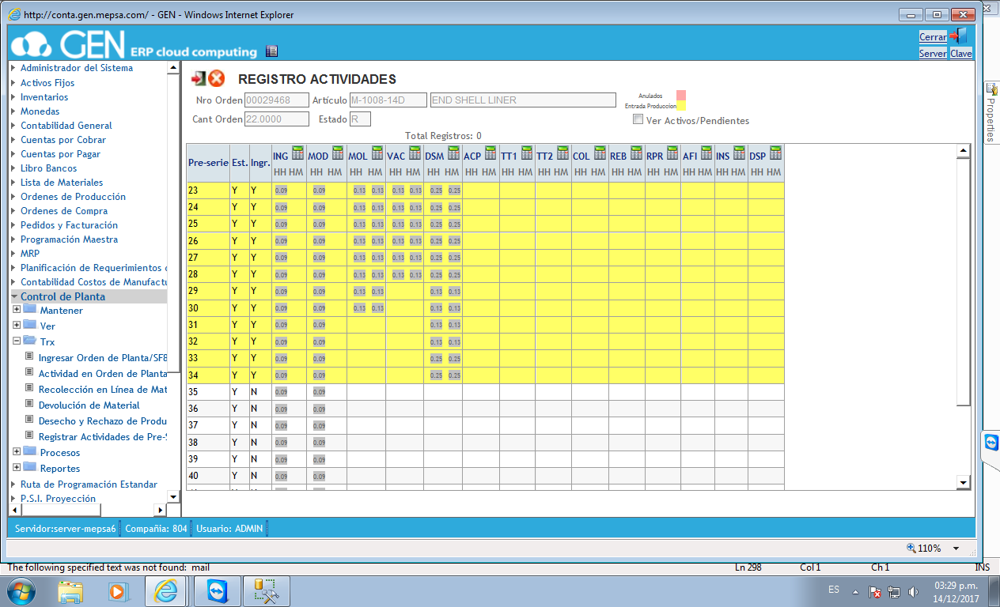 http://conta.gen.mepsa.com/ - GEN - Windows Internet Explorer
GEN ERP cloud computing
Cerrar
Server Clave
Administrador del Sistema
Activos Fijos
Inventarios
Monedas
Contabilidad General
Cuentas por Cobrar
Cuentas por Pagar
Libro Bancos
Lista de Materiales
Ordenes de Producción
Ordenes de Compra
Pedidos y Facturación
Programación Maestra
MRP
Planificación de Requerimientos
Contabilidad Costos de Manufactu
Control de Planta
Mantener
Ver
Trx
Ingresar Orden de Planta/SFB
Actividad en Orden de Planta
Recolección en Línea de Mat
Devolución de Material
Desecho y Rechazo de Produ
Registrar Actividades de Pre-S
Procesos
Reportes
Ruta de Programación Estandar
P.S.I. Proyección
REGISTRO ACTIVIDADES
Nro Orden 00029468 Artículo M-1008-14D END SHELL LINER
Cant Orden 22.0000 Estado R
Anulados
Entrada Produccion
Ver Activos/Pendientes
Total Registros: 0
Pre-serie Est. Ingr. ING MOD MOL VAC DSM ACP TT1 TT2 COL REB RPR AFI INS DSP
HH HM HH HM HH HM HH HM HH HM HH HM HH HM HH HM HH HM HH HM HH HM HH HM HH HM HH HM
23 Y Y 0.09 0.09 0.13 0.13 0.13 0.13 0.25 0.25
24 Y Y 0.09 0.09 0.13 0.13 0.13 0.13 0.25 0.25
25 Y Y 0.09 0.09 0.13 0.13 0.13 0.13 0.25 0.25
26 Y Y 0.09 0.09 0.13 0.13 0.13 0.13 0.25 0.25
27 Y Y 0.09 0.09 0.13 0.13 0.13 0.13 0.25 0.25
28 Y Y 0.09 0.09 0.13 0.13 0.13 0.13 0.25 0.25
29 Y Y 0.09 0.09 0.13 0.13 0.13 0.13
30 Y Y 0.09 0.09 0.13 0.13 0.13 0.13
31 Y Y 0.09 0.09 0.13 0.13
32 Y Y 0.09 0.09 0.13 0.13
33 Y Y 0.09 0.09 0.25 0.25
34 Y Y 0.09 0.09 0.25 0.25
35 Y N 0.09 0.09
36 Y N 0.09 0.09
37 Y N 0.09 0.09
38 Y N 0.09 0.09
39 Y N 0.09 0.09
40 Y N 0.09 0.09
Properties
Servidor:server-mepsa6 Compañia: 804 Usuario: ADMIN
110%
The following specified text was not found: mail Ln 298 Col 1 Ch 1 INS
ES
03:29 p.m.
14/12/2017